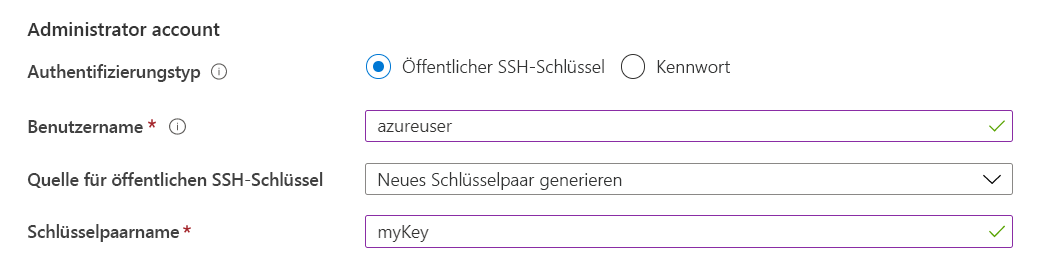 Administrator account
Authentifizierungstyp Öffentlicher SSH-Schlüssel Kennwort
Benutzername * azureuser
Quelle für öffentlichen SSH-Schlüssel Neues Schlüsselpaar generieren
Schlüsselpaarname * myKey